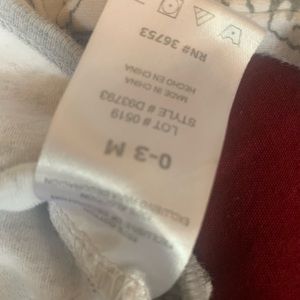 0-3 M
LOT # 0519
STYLE # D93793
MADE IN CHINA
HECHO EN CHINA
RN# 36753